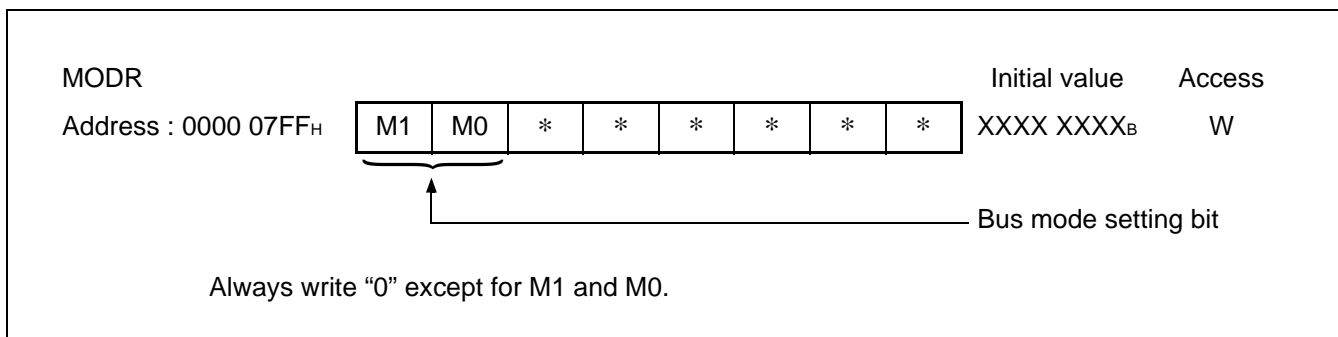 MODR Initial value Access
Address : 0000 07FFH M1 M0 * * * * * * XXXX XXXXB W
Bus mode setting bit
Always write “0” except for M1 and M0.